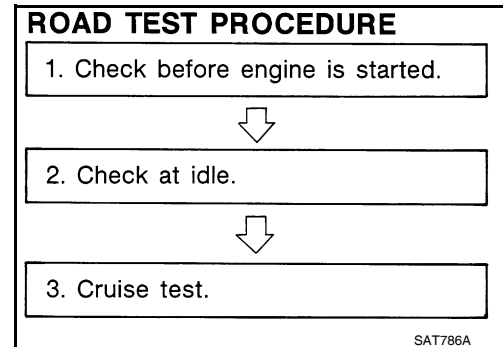 ROAD TEST PROCEDURE
1. Check before engine is started.
2. Check at idle.
3. Cruise test.
SAT786A